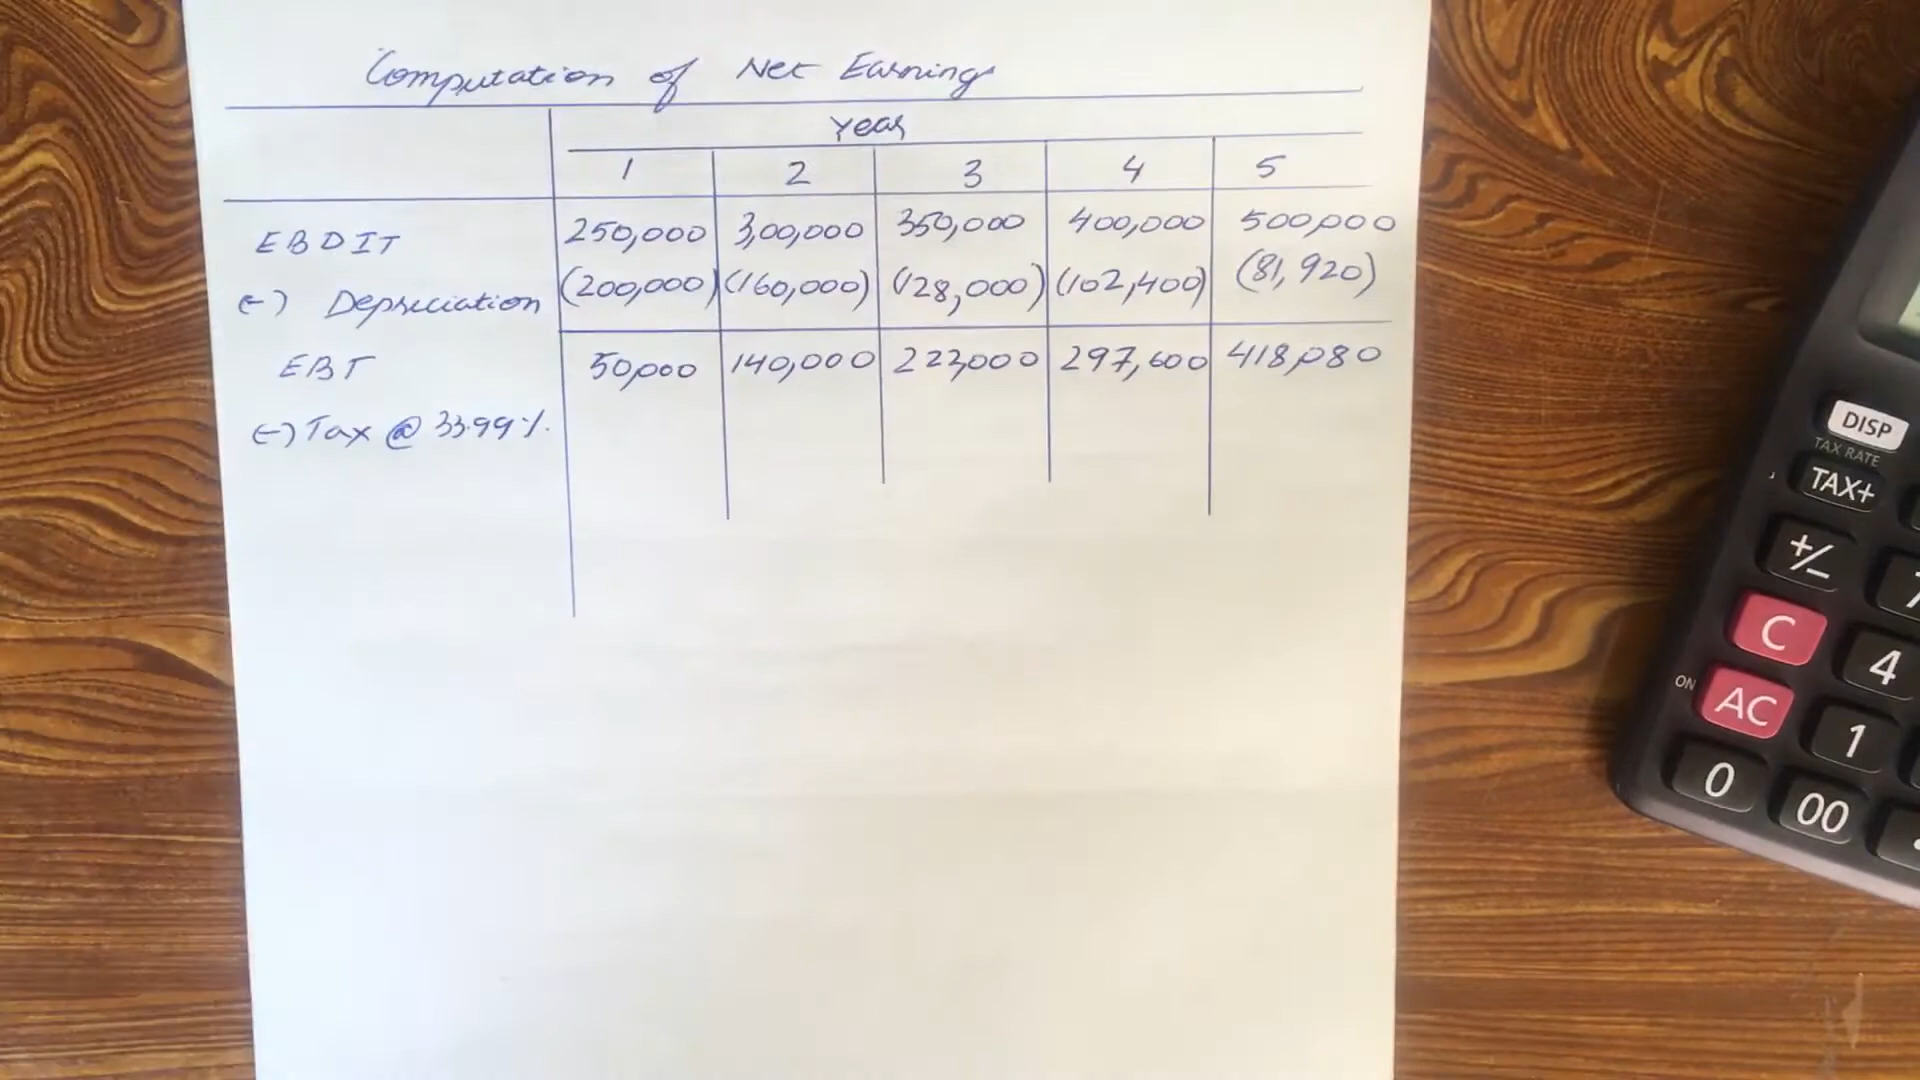 Computation of Net Earnings
Year
1 2 3 4 5
EBDIT 250,000 3,00,000 350,000 400,000 500,000
(-) Depreciation (200,000) (160,000) (128,000) (102,400) (81,920)
EBT 50,000 140,000 222,000 297,600 418,080
(-) Tax @ 33.99%.
DISP
TAX RATE
TAX+
+/-
7
C
4
ON
AC
1
0
00